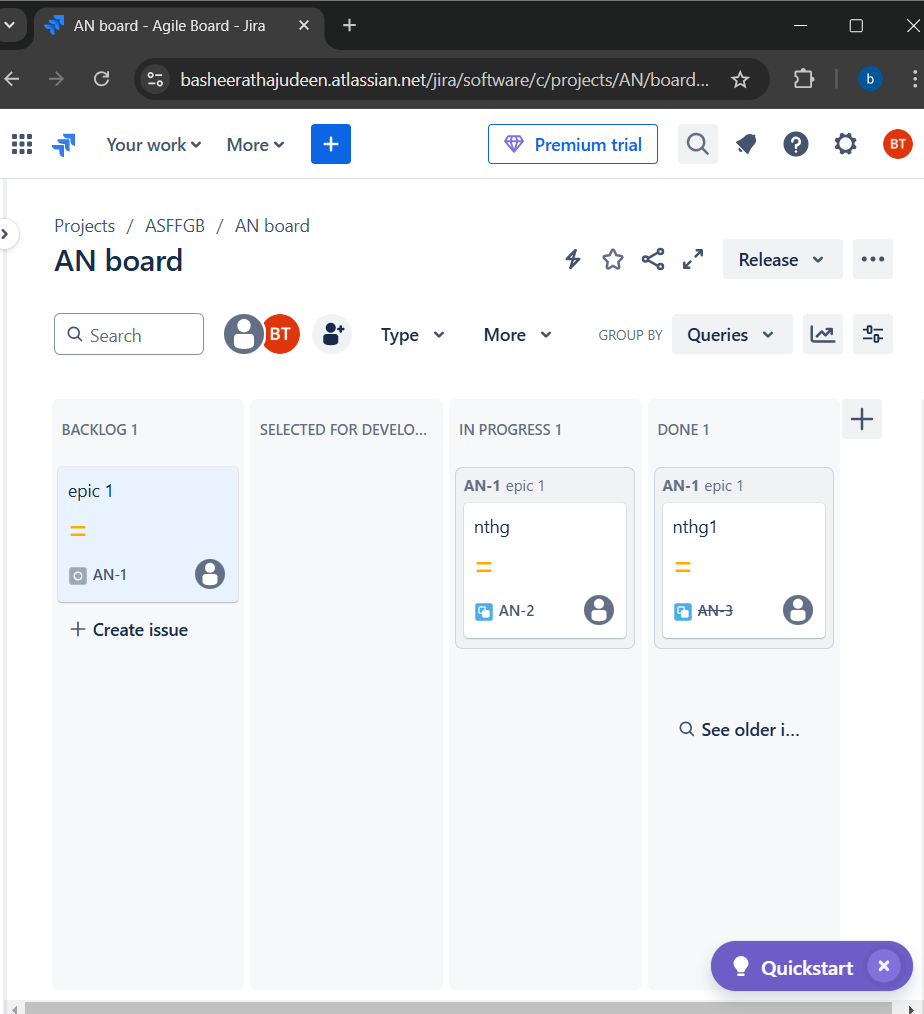 AN board - Agile Board - Jira
basheerathajudeen.atlassian.net/jira/software/c/projects/AN/board...
b
Your work
More
Premium trial
BT
Projects / ASFFGB / AN board
AN board
Release
Search
BT
Type
More
GROUP BY
Queries
BACKLOG 1
SELECTED FOR DEVELO...
IN PROGRESS 1
DONE 1
epic 1
AN-1
Create issue
AN-1 epic 1
nthg
AN-2
AN-1 epic 1
nthg1
AN-3
See older i...
Quickstart